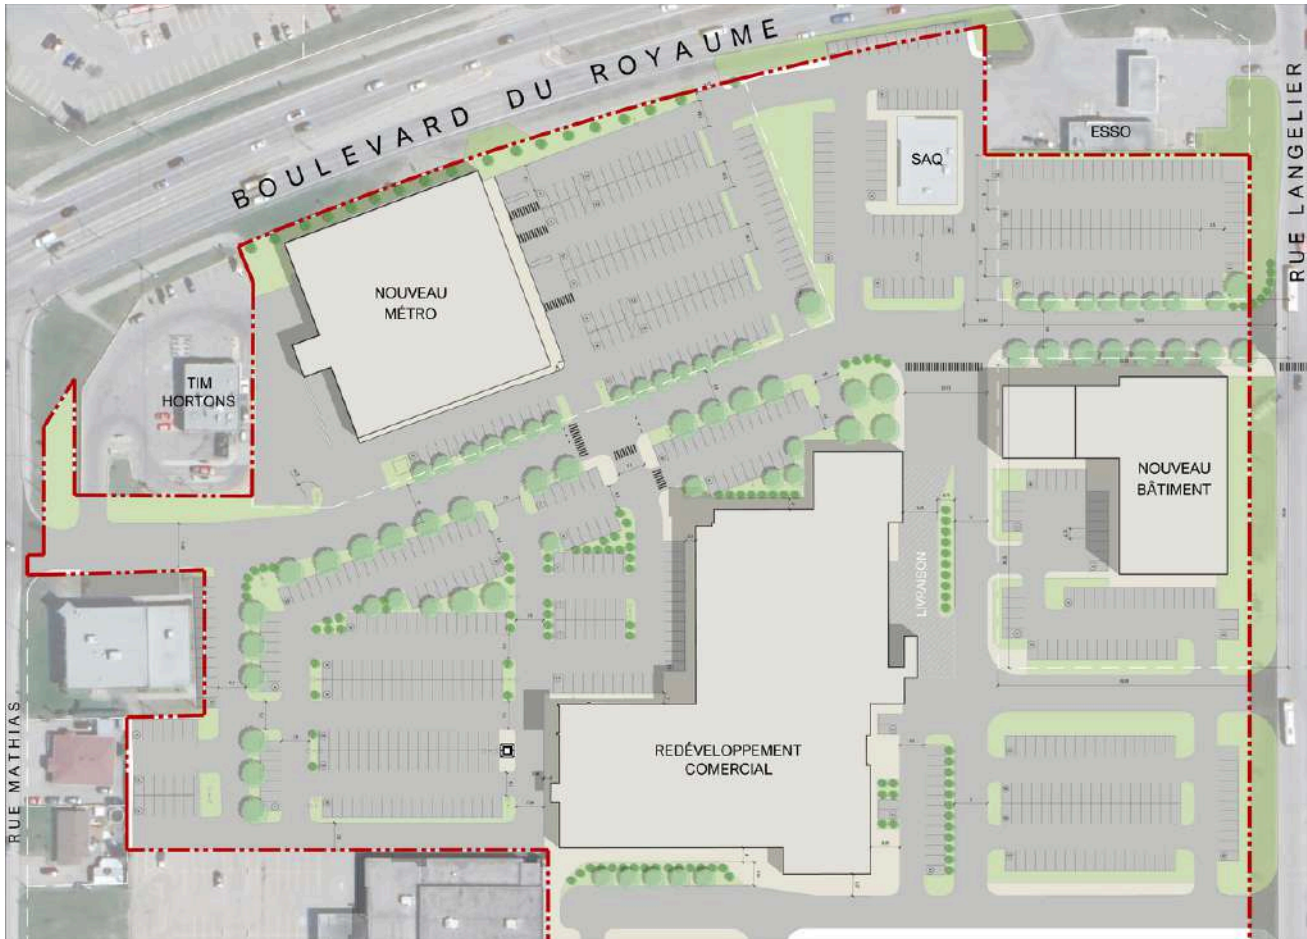 BOULEVARD DU ROYAUME
ESSO
SAQ
RUE LANGELIER
NOUVEAU
MÉTRO
TIM
HORTONS
NOUVEAU
BÂTIMENT
LIVRAISON
REDÉVELOPPEMENT
COMERCIAL
RUE MATHIAS